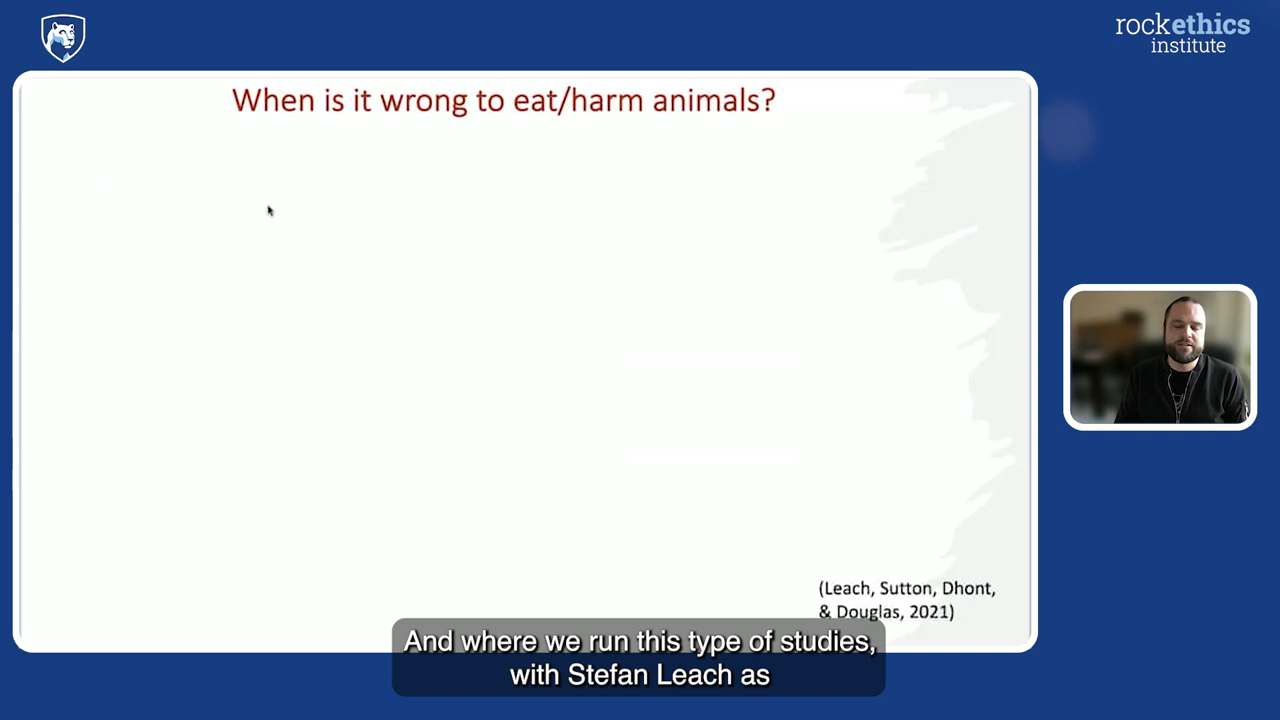 rockethics
institute
When is it wrong to eat/harm animals?
(Leach, Sutton, Dhont,
& Douglas, 2021)
And where we run this type of studies,
with Stefan Leach as